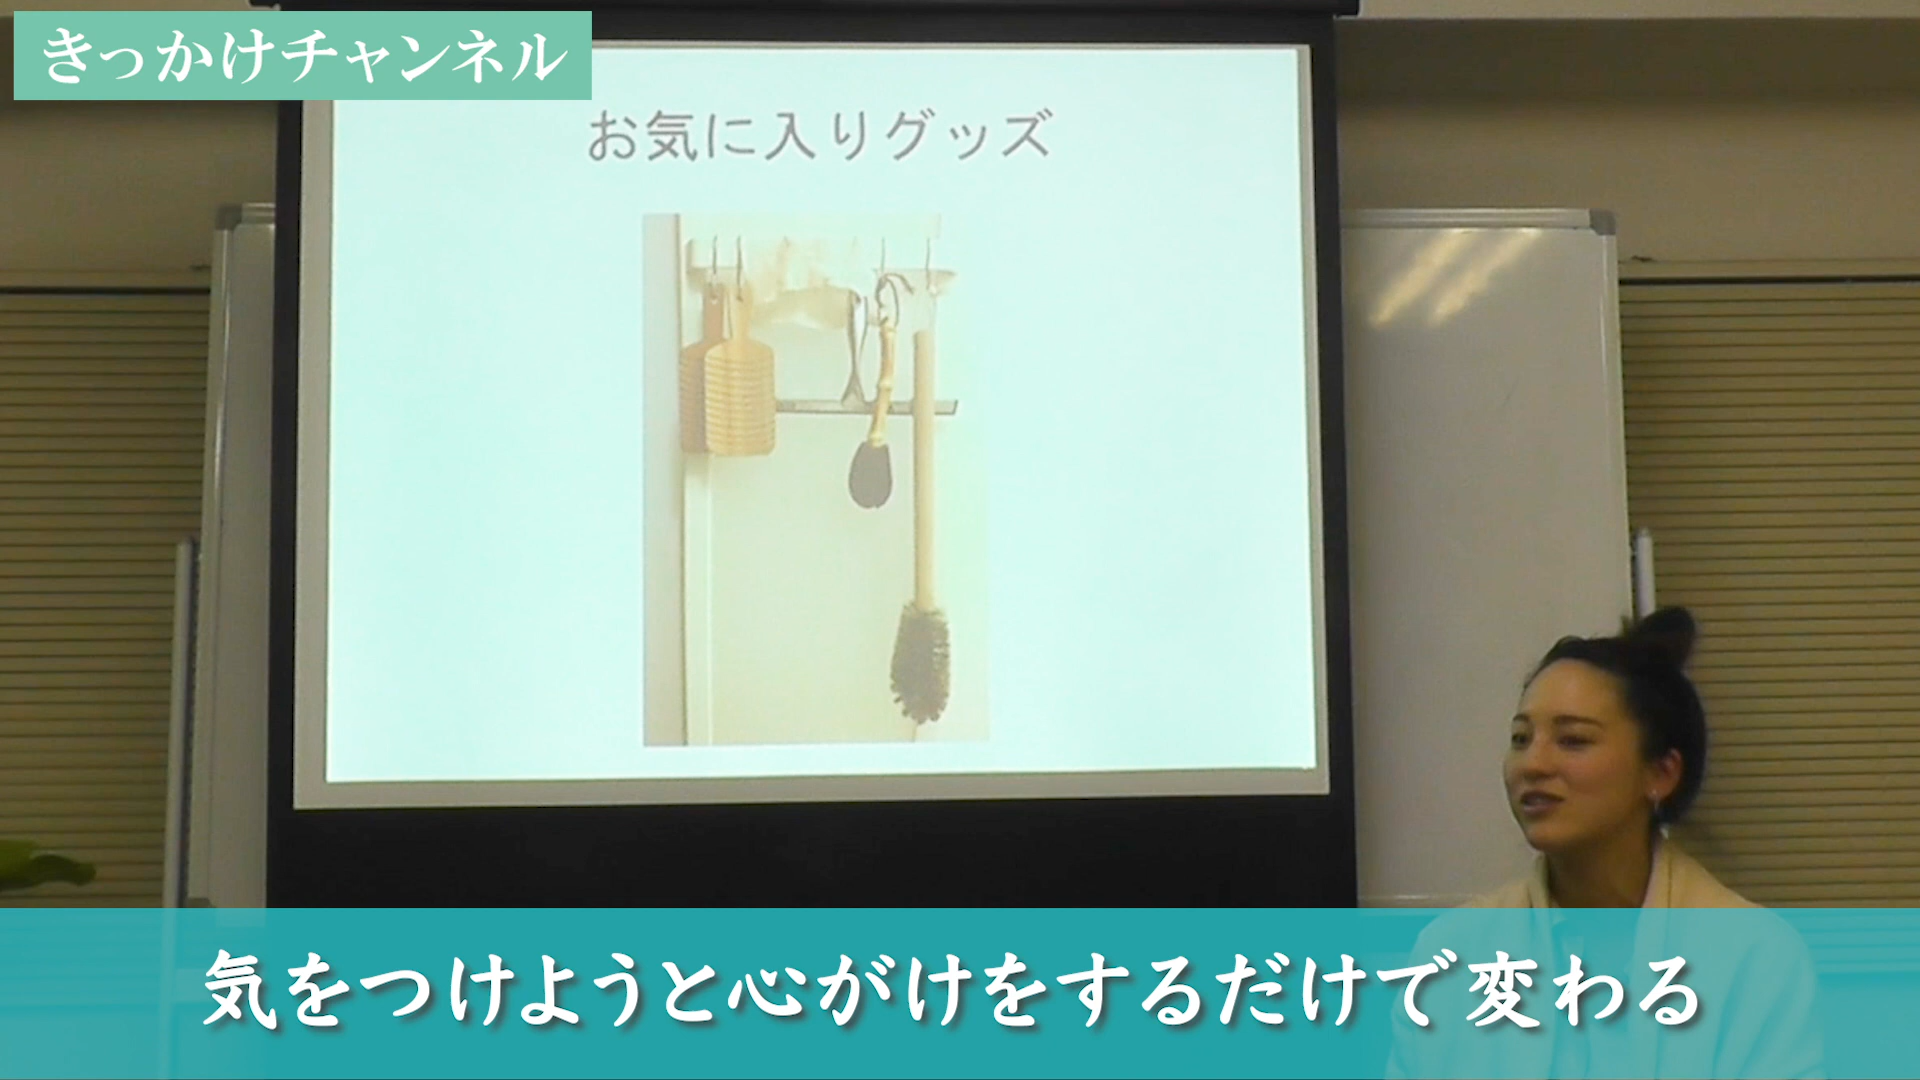 きっかけチャンネル
お気に入りグッズ
気をつけようと心がけをするだけで変わる